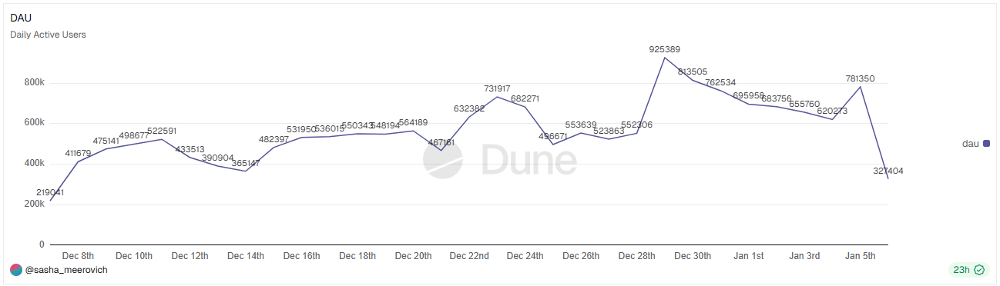 DAU
Daily Active Users
925389
800k
813505
762534
781350
731917
695958
683756
682271
655760
632382
620273
600k
564189
550343
548194
553639
552306
531950
536015
522591
523863
498677
496671
475141
482397
467161
411679
433513
400k
390904
365147
327404
219041
200k
0
Dune
dau
Dec 8th Dec 10th Dec 12th Dec 14th Dec 16th Dec 18th Dec 20th Dec 22nd Dec 24th Dec 26th Dec 28th Dec 30th Jan 1st Jan 3rd Jan 5th
@sasha_meerovich
23h